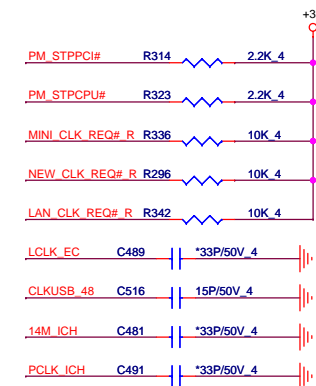 +3
PM_STPPCI# R314 2.2K_4
PM_STPCPU# R323 2.2K_4
MINI_CLK_REQ#_R R336 10K_4
NEW_CLK_REQ#_R R296 10K_4
LAN_CLK_REQ#_R R342 10K_4
LCLK_EC C489 *33P/50V_4
CLKUSB_48 C516 15P/50V_4
14M_ICH C481 *33P/50V_4
PCLK_ICH C491 *33P/50V_4